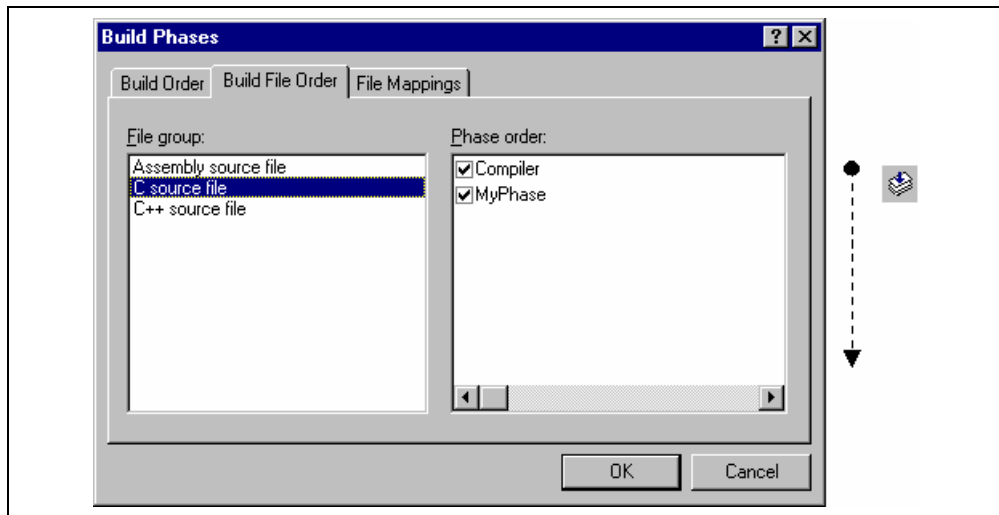 Build Phases
Build Order
Build File Order
File Mappings
File group:
Assembly source file
C source file
C++ source file
Phase order:
Compiler
MyPhase
OK
Cancel